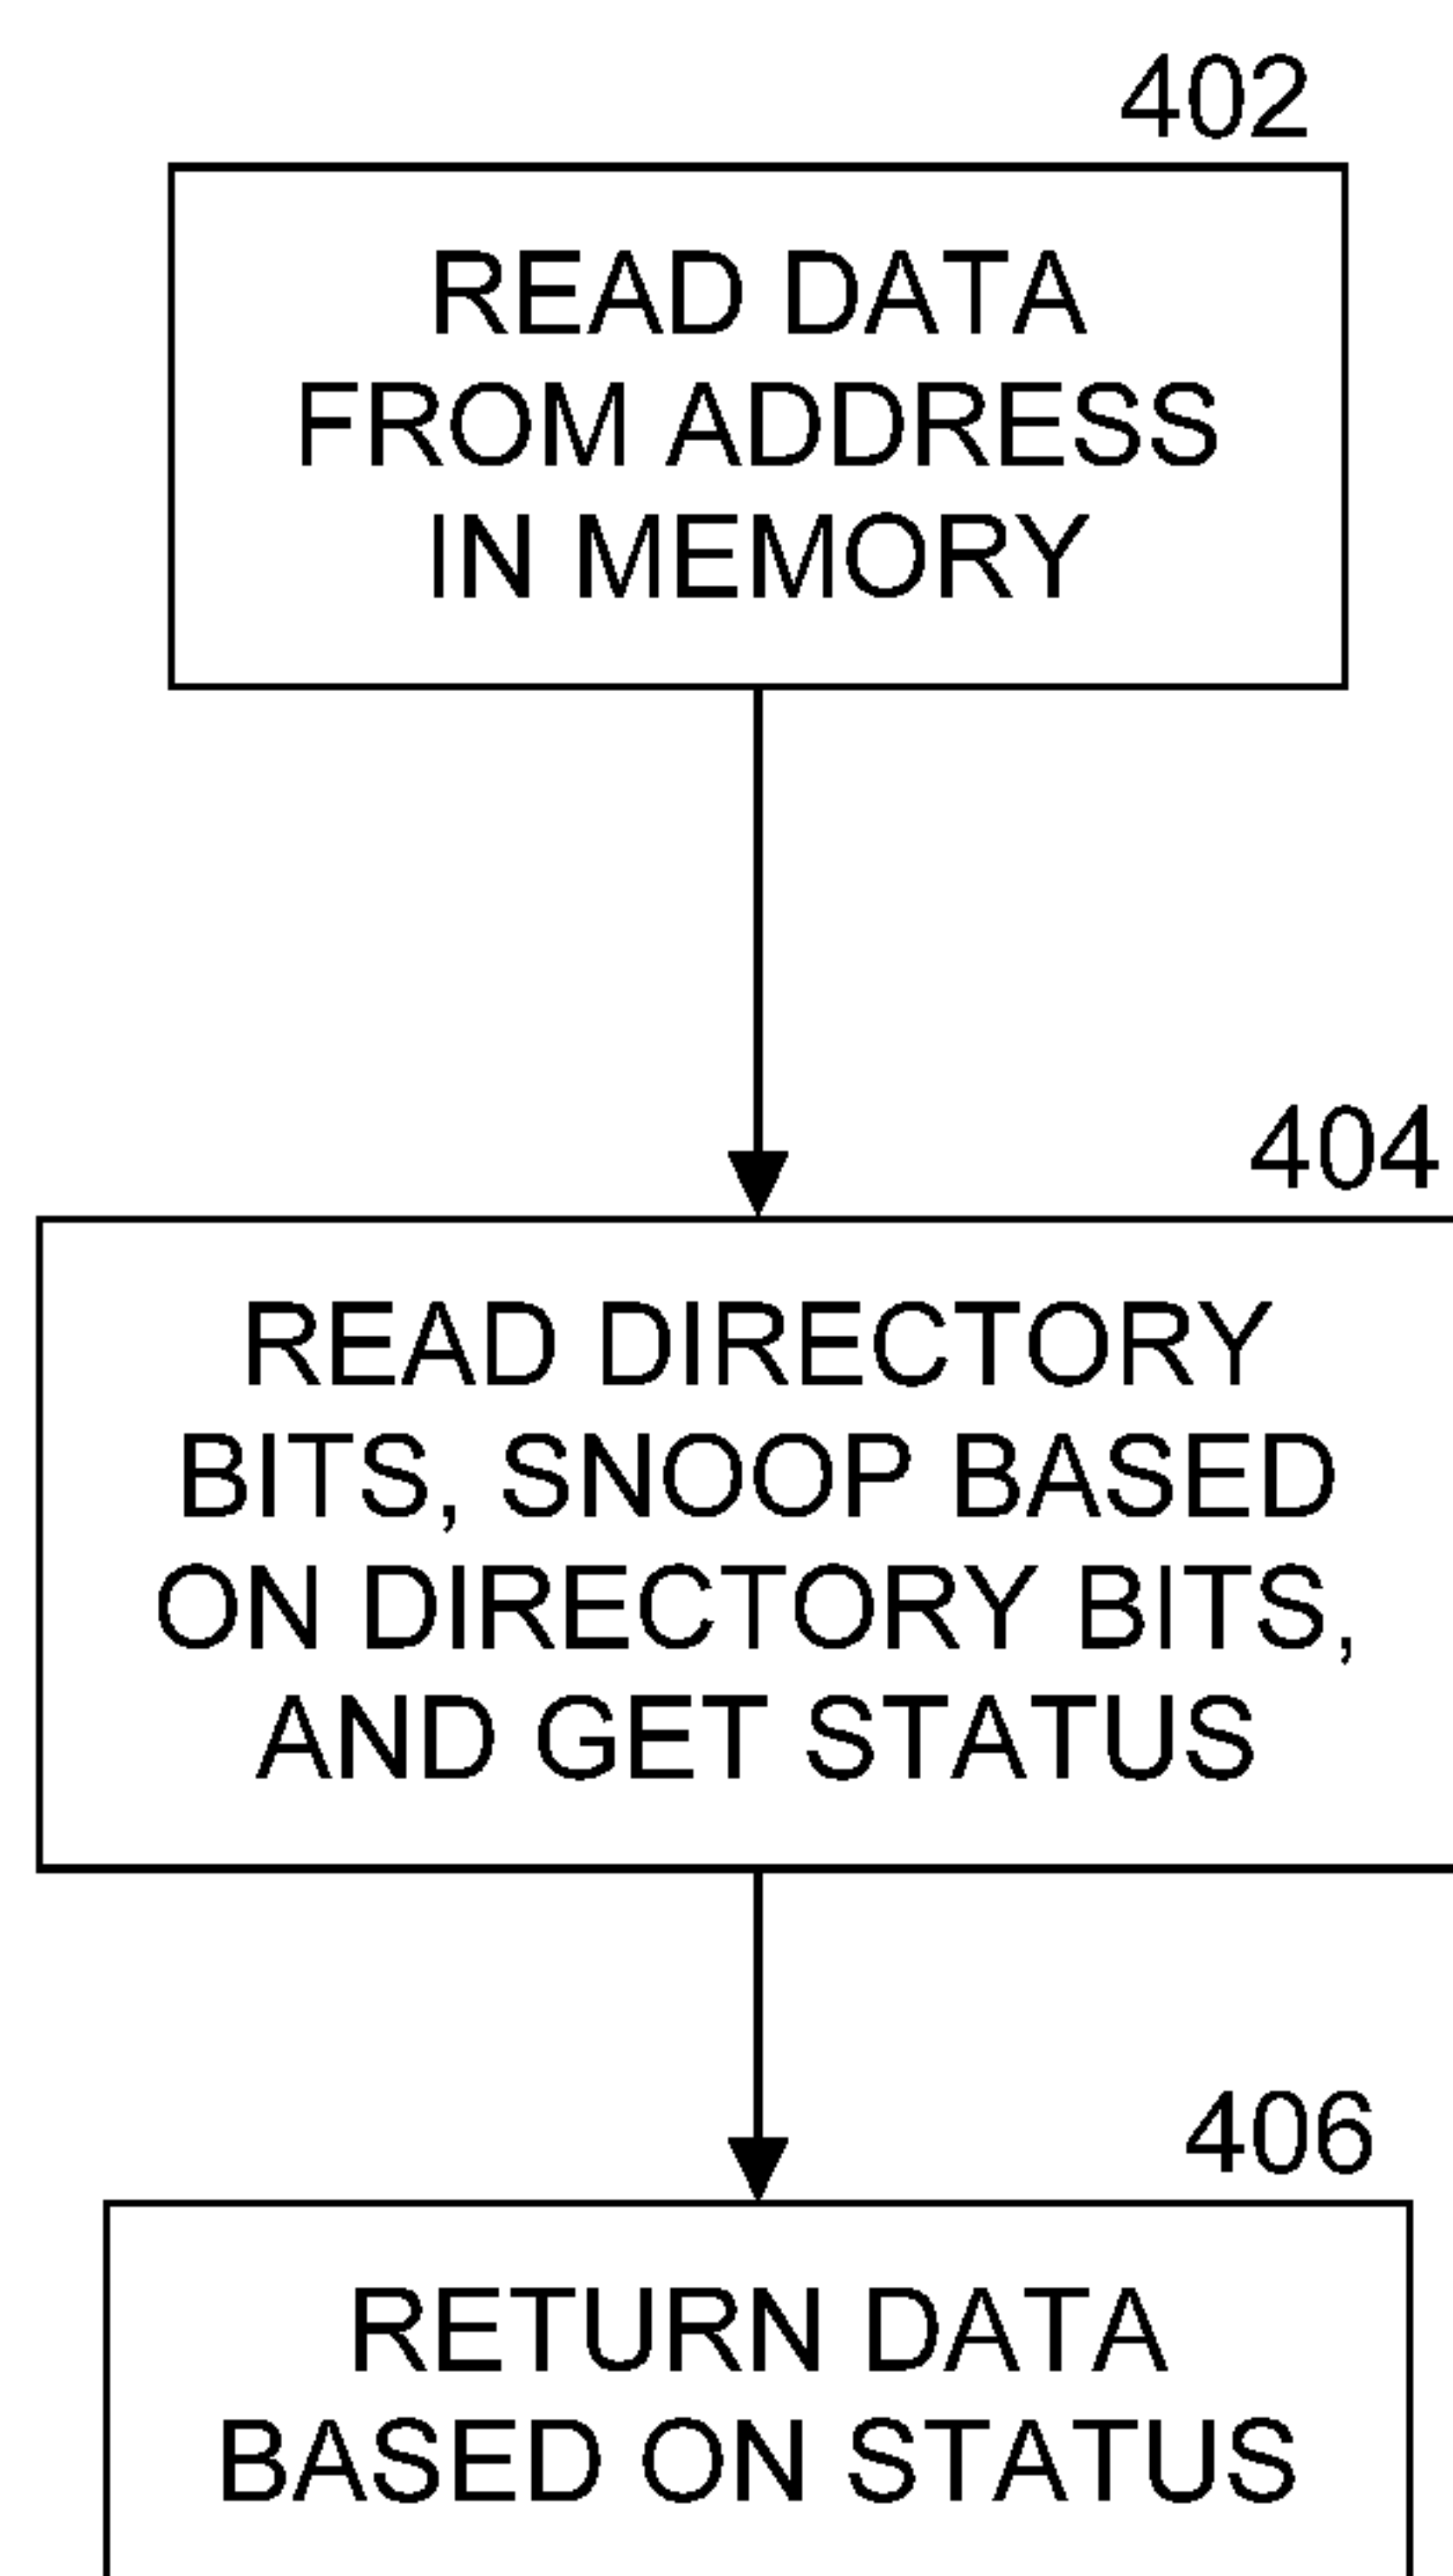 402
READ DATA
FROM ADDRESS
IN MEMORY
404
READ DIRECTORY
BITS, SNOOP BASED
ON DIRECTORY BITS,
AND GET STATUS
406
RETURN DATA
BASED ON STATUS